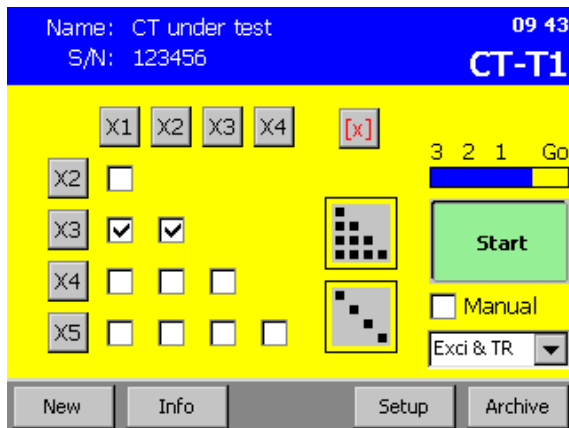 Name: CT under test
09 43
S/N: 123456
CT-T1
X1 X2 X3 X4 [x]
3 2 1 Go
X2
X3
Start
X4
Manual
X5
Exci & TR
New Info Setup Archive